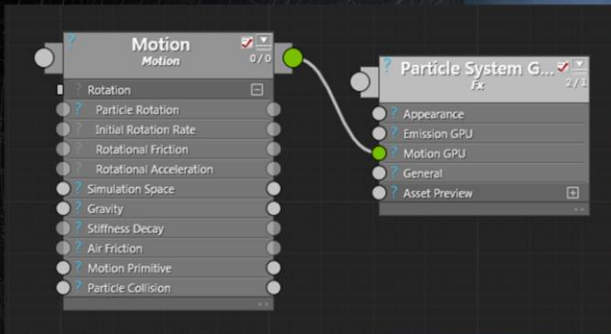 Motion
Motion
0/0
Rotation
Particle Rotation
Initial Rotation Rate
Rotational Friction
Rotational Acceleration
Simulation Space
Gravity
Stiffness Decay
Air Friction
Motion Primitive
Particle Collision
Particle System G...
Fx
2/1
Appearance
Emission GPU
Motion GPU
General
Asset Preview